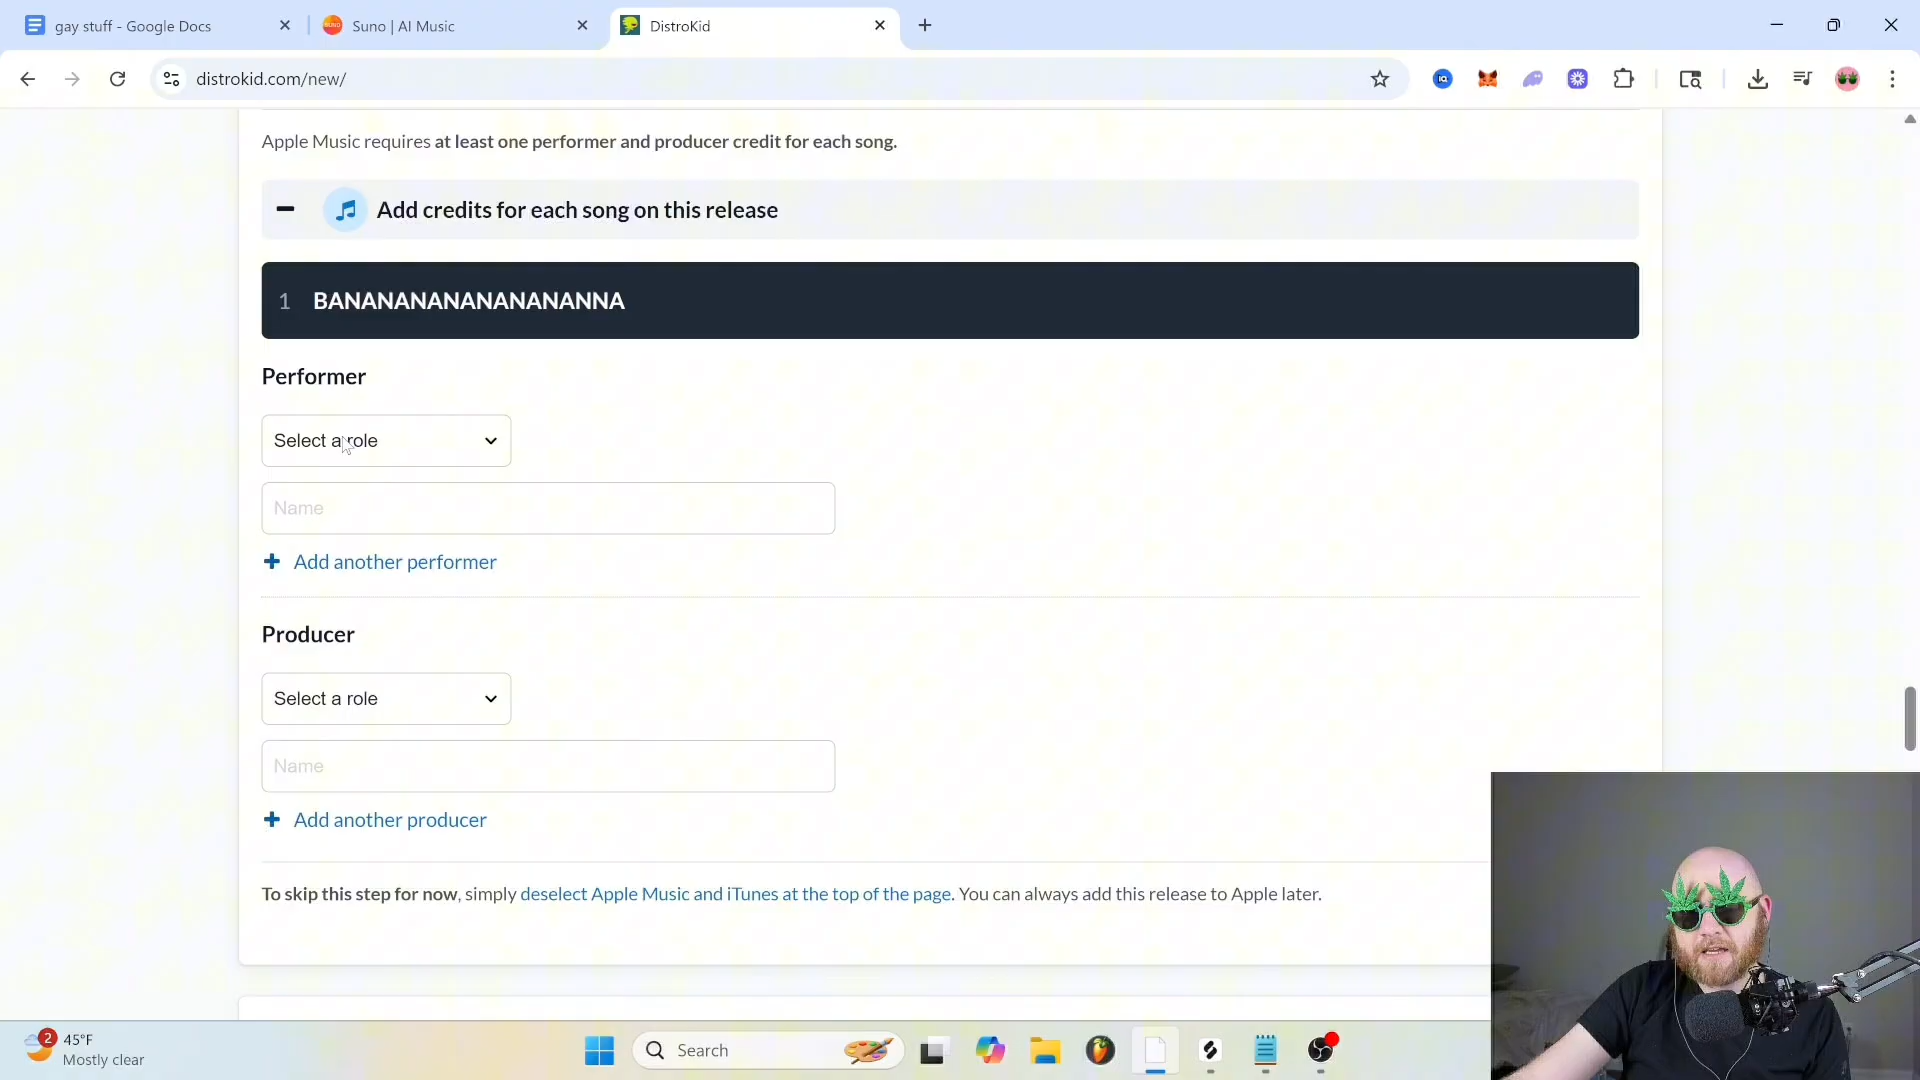 gay stuff - Google Docs
Suno | AI Music
DistroKid
distrokid.com/new/
Apple Music requires at least one performer and producer credit for each song.
Add credits for each song on this release
1 BANANANANANANANANNA
Performer
Select a role
Name
Add another performer
Producer
Select a role
Name
Add another producer
To skip this step for now, simply deselect Apple Music and iTunes at the top of the page. You can always add this release to Apple later.
2
45°F
Mostly clear
Search